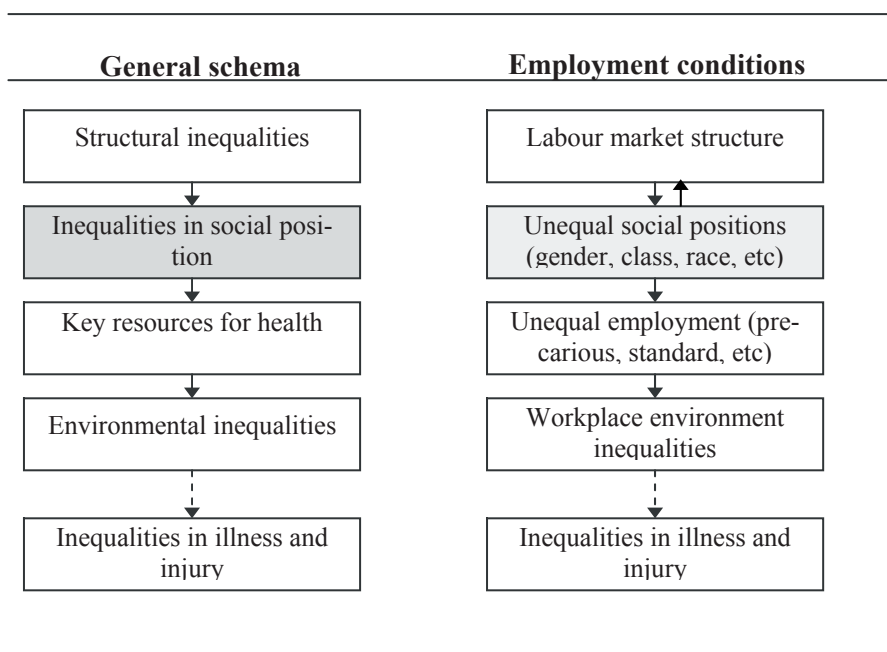 General schema
Employment conditions
Structural inequalities
Inequalities in social posi-
tion
Key resources for health
Environmental inequalities
Inequalities in illness and
injury
Labour market structure
Unequal social positions
(gender, class, race, etc)
Unequal employment (pre-
carious, standard, etc)
Workplace environment
inequalities
Inequalities in illness and
injury